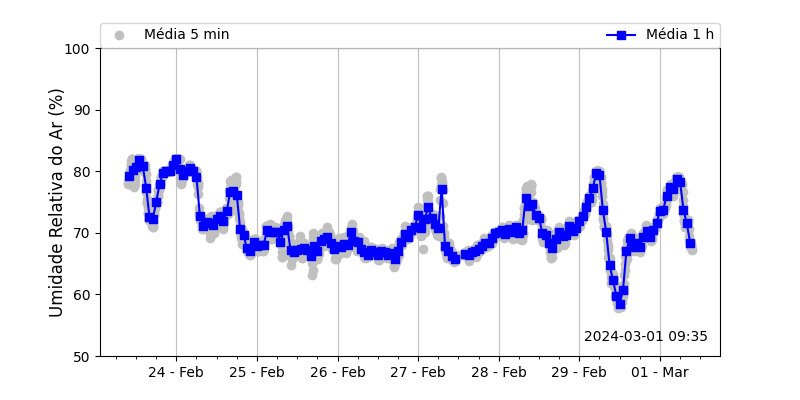 Média 5 min
Média 1 h
100
90
80
70
60
50
Umidade Relativa do Ar (%)
2024-03-01 09:35
24 - Feb
25 - Feb
26 - Feb
27 - Feb
28 - Feb
29 - Feb
01 - Mar